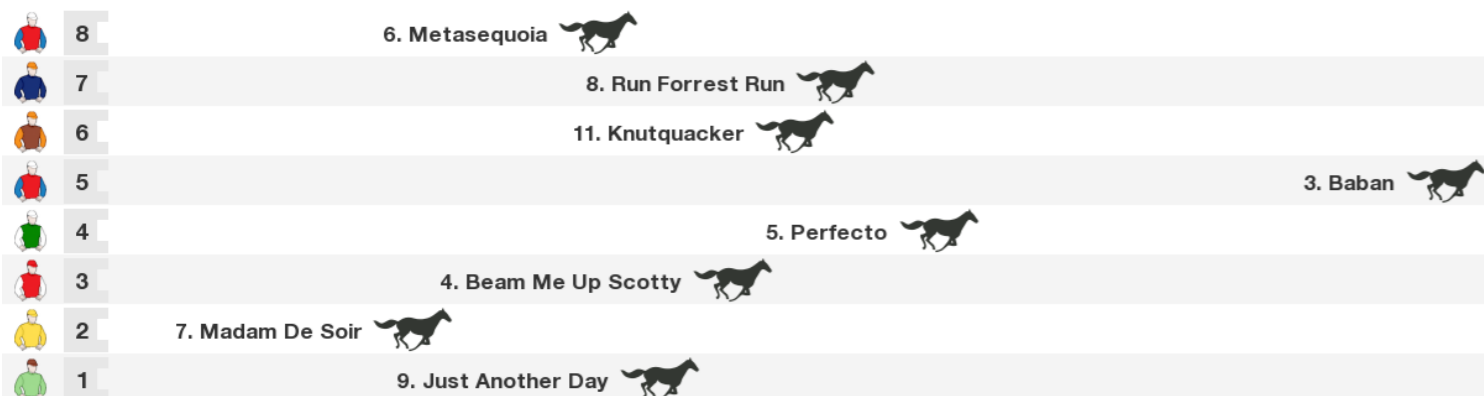 8 6. Metasequoia
7 8. Run Forrest Run
6 11. Knutquacker
5 3. Baban
4 5. Perfecto
3 4. Beam Me Up Scotty
2 7. Madam De Soir
1 9. Just Another Day